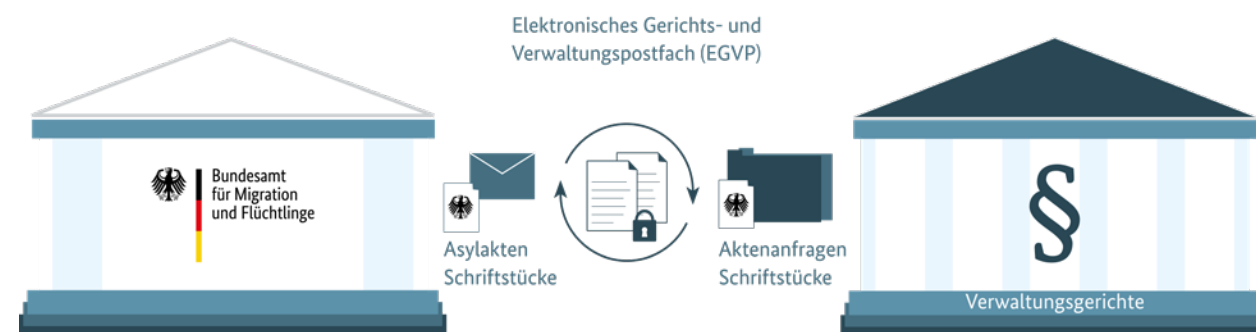 Elektronisches Gerichts- und
Verwaltungspostfach (EGVP)
Bundesamt
für Migration
und Flüchtlinge
Asylakten
Schriftstücke
Aktenanfragen
Schriftstücke
§
Verwaltungsgerichte